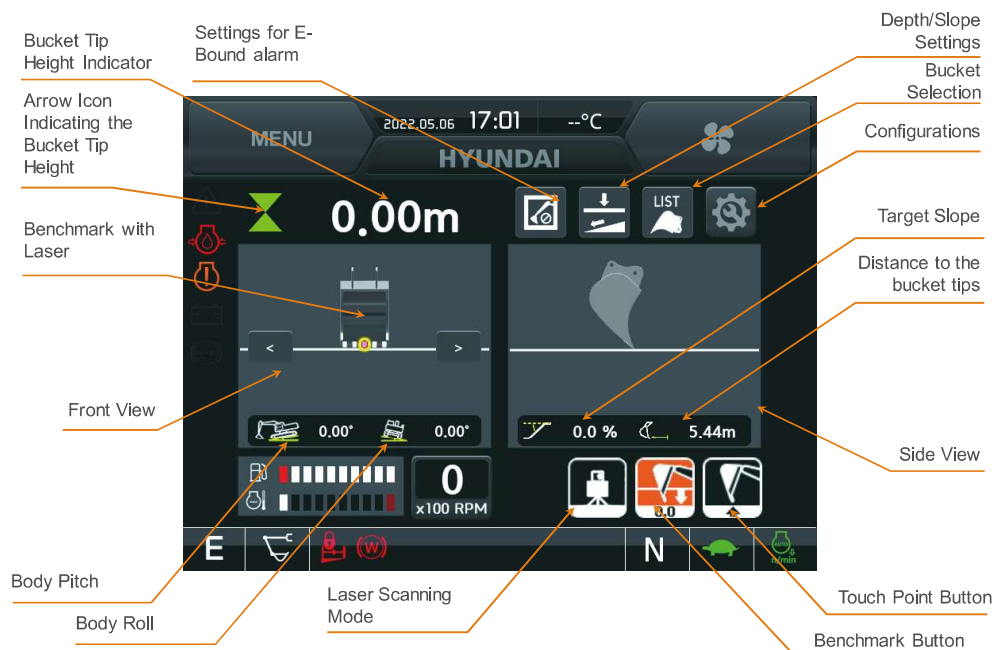 Bucket Tip
Height Indicator
Settings for E-
Bound alarm
Depth/Slope
Settings
Bucket
Selection
Arrow Icon
Indicating the
Bucket Tip
Height
Configurations
MENU
2022.05.06 17:01 --°C
HYUNDAI
0.00m
LIST
Target Slope
Benchmark with
Laser
Distance to the
bucket tips
< >
Front View
0.00° 0.00°
0.0 % 5.44m
Side View
0
x100 RPM
0.0
E
(W)
N
AUTO
n/min
Body Pitch
Body Roll
Laser Scanning
Mode
Touch Point Button
Benchmark Button